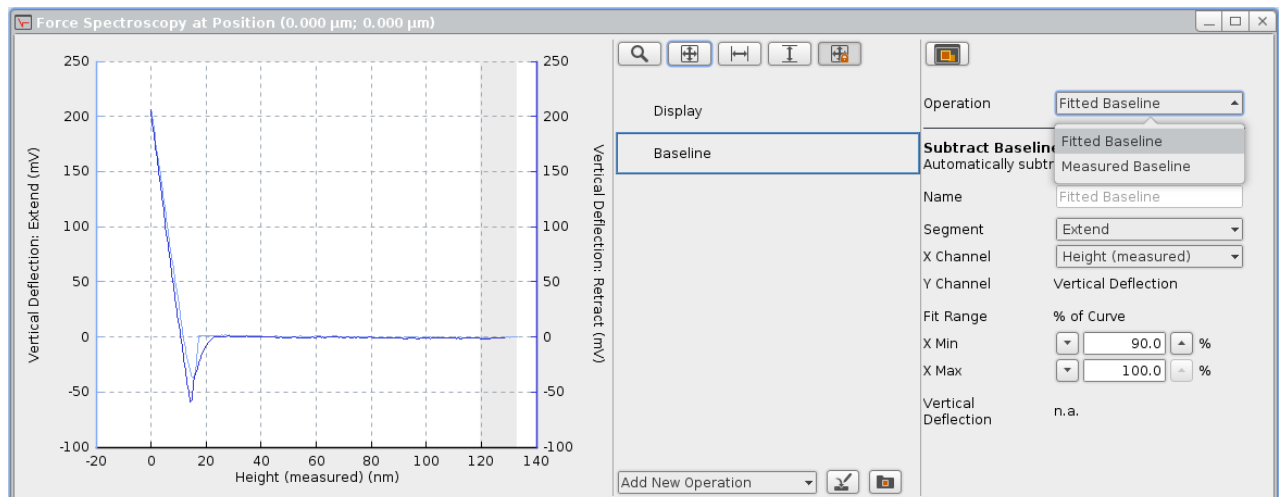 Force Spectroscopy at Position (0.000 µm; 0.000 µm)
Vertical Deflection: Extend (mV)
250
200
150
100
50
0
-50
-100
-20 0 20 40 60 80 100 120 140
Height (measured) (nm)
250
200
150
100
50
0
-50
-100
Vertical Deflection: Retract (mV)
Display
Baseline
Add New Operation
Operation Fitted Baseline
Fitted Baseline
Measured Baseline
Subtract Baseline
Automatically subtr
Name Fitted Baseline
Segment Extend
X Channel Height (measured)
Y Channel Vertical Deflection
Fit Range % of Curve
X Min 90.0 %
X Max 100.0 %
Vertical
Deflection n.a.